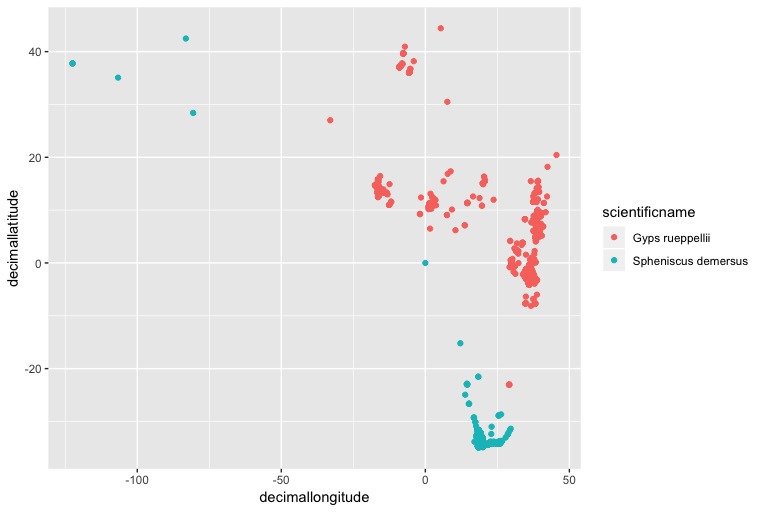 40
20
0
-20
decimallatitude
-100
-50
0
50
decimallongitude
scientificname
Gyps rueppellii
Spheniscus demersus